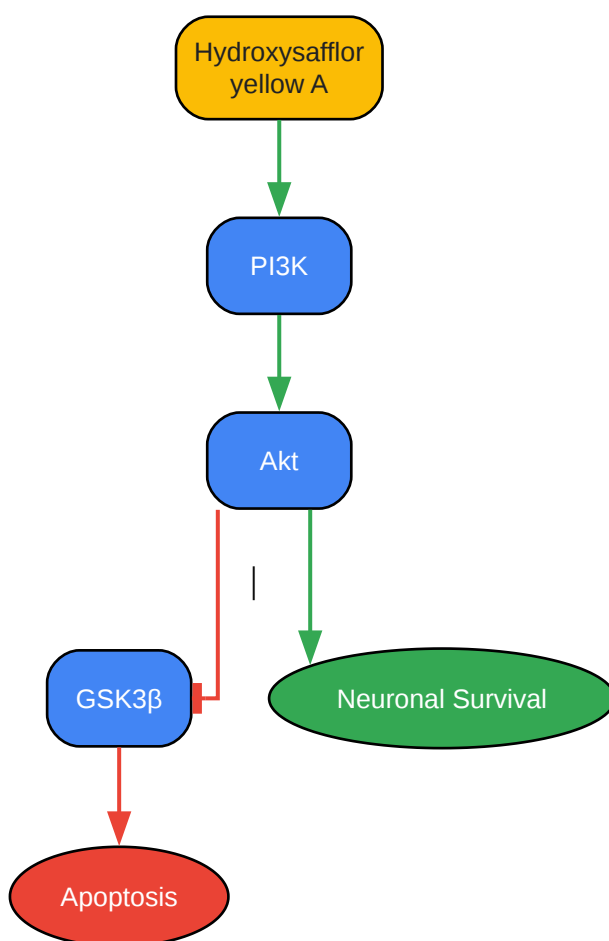 Hydroxysafflor
yellow A
PI3K
Akt
|
GSK3β
Neuronal Survival
Apoptosis